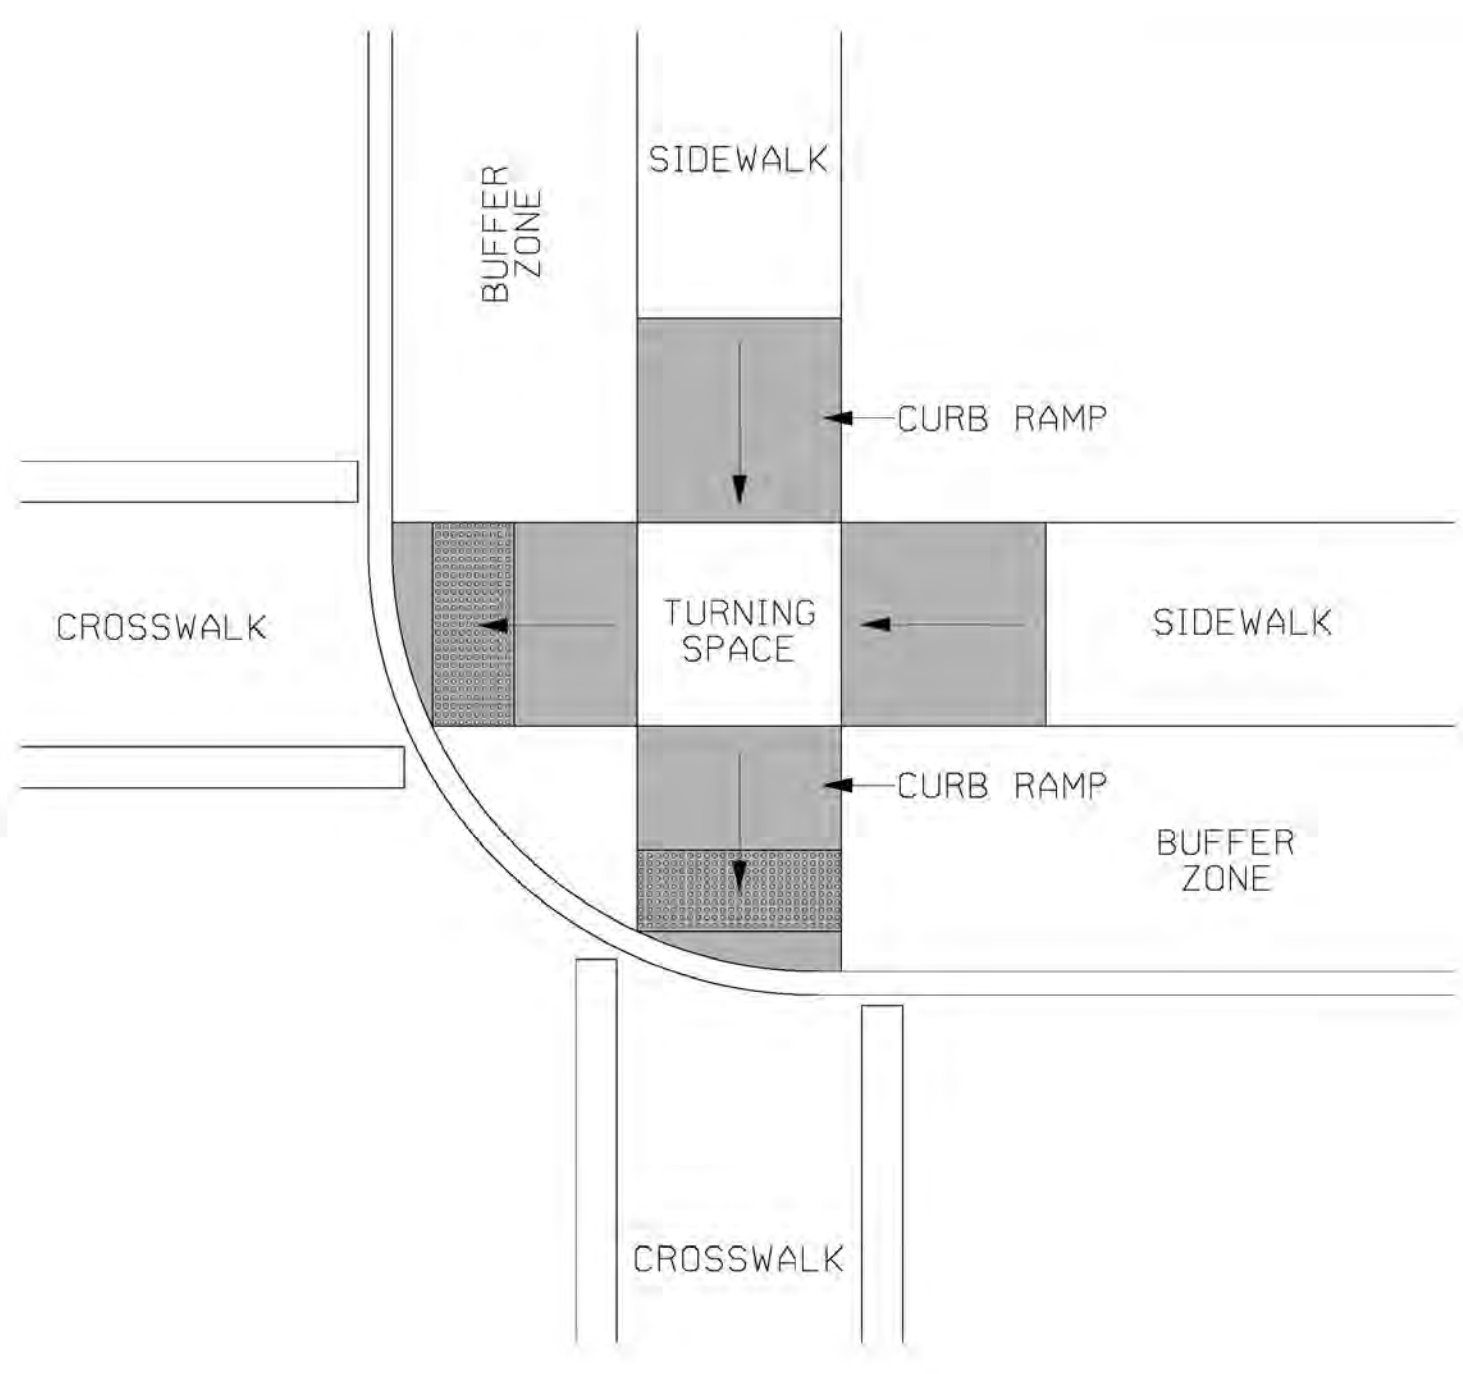 SIDEWALK
BUFFER
ZONE
CURB RAMP
CROSSWALK
TURNING
SPACE
SIDEWALK
CURB RAMP
BUFFER
ZONE
CROSSWALK